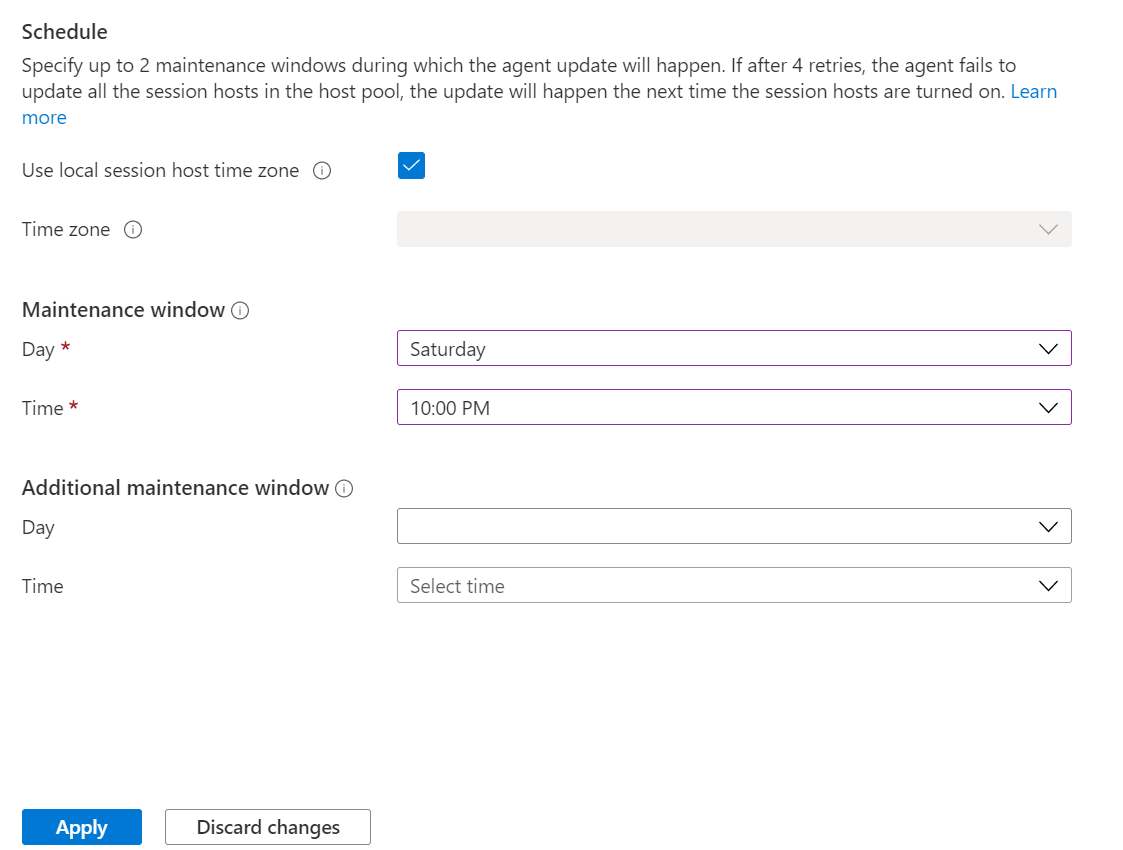 Schedule
Specify up to 2 maintenance windows during which the agent update will happen. If after 4 retries, the agent fails to
update all the session hosts in the host pool, the update will happen the next time the session hosts are turned on. Learn
more
Use local session host time zone
Time zone
Maintenance window
Day *
Saturday
Time *
10:00 PM
Additional maintenance window
Day
Time
Select time
Apply
Discard changes